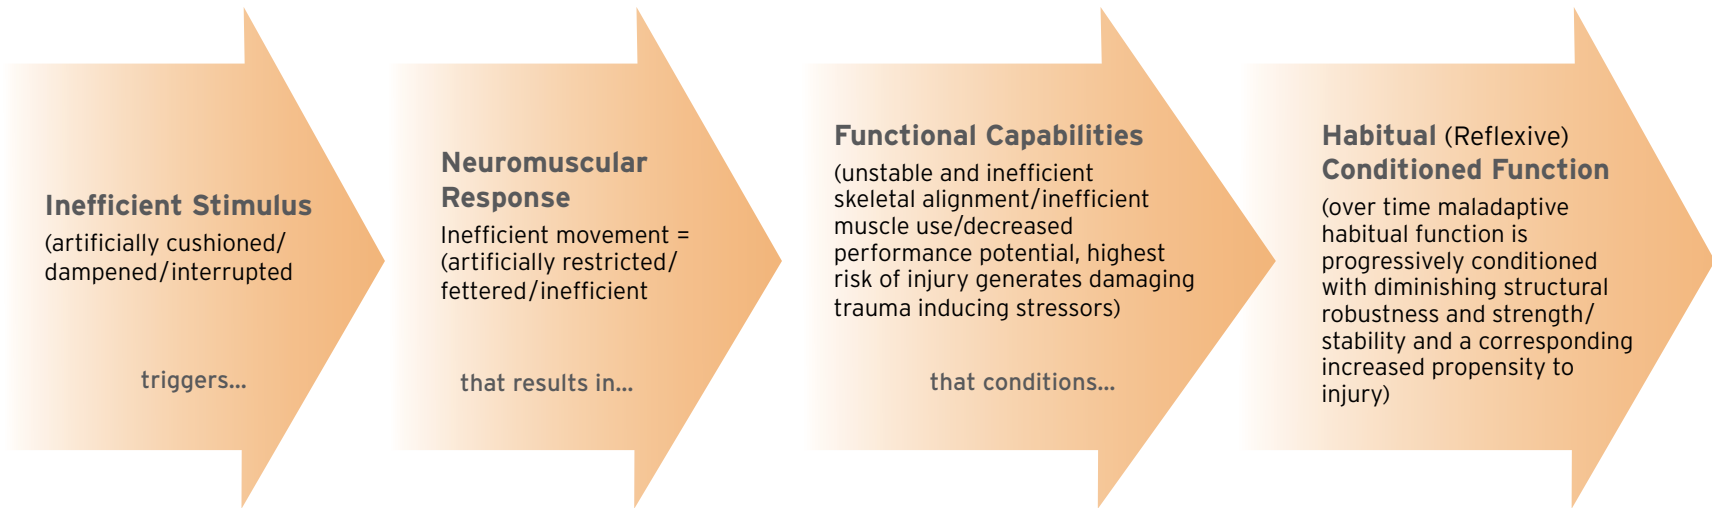 Inefficient Stimulus
(artificially cushioned/
dampened/interrupted
triggers...
Neuromuscular
Response
Inefficient movement =
(artificially restricted/
fettered/inefficient
that results in...
Functional Capabilities
(unstable and inefficient
skeletal alignment/inefficient
muscle use/decreased
performance potential, highest
risk of injury generates damaging
trauma inducing stressors)
that conditions...
Habitual (Reflexive)
Conditioned Function
(over time maladaptive
habitual function is
progressively conditioned
with diminishing structural
robustness and strength/
stability and a corresponding
increased propensity to
injury)